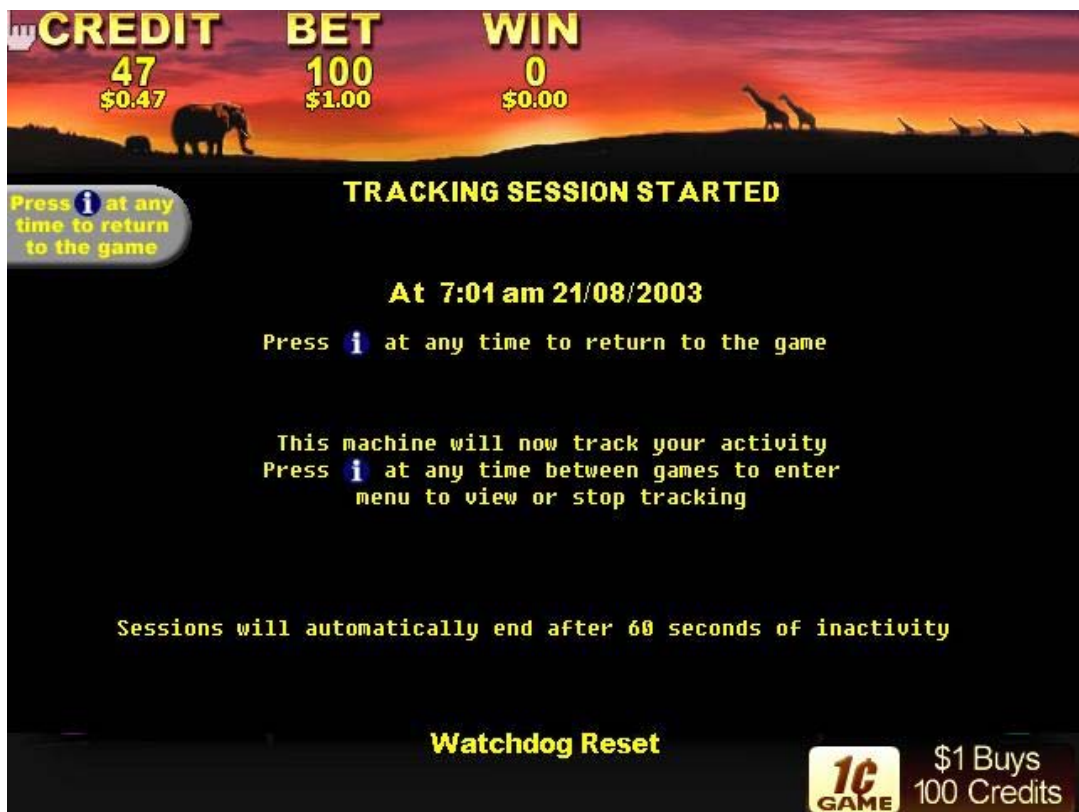 CREDIT BET WIN
47 100 0
$0.47 $1.00 $0.00
Press i at any
time to return
to the game
TRACKING SESSION STARTED
At 7:01 am 21/08/2003
Press i at any time to return to the game
This machine will now track your activity
Press i at any time between games to enter
menu to view or stop tracking
Sessions will automatically end after 60 seconds of inactivity
Watchdog Reset
1¢
GAME
$1 Buys
100 Credits